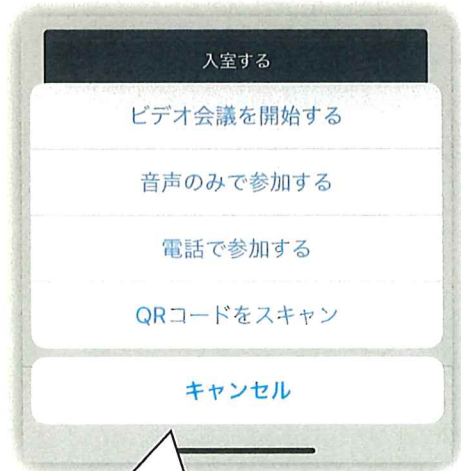 入室する
ビデオ会議を開始する
音声のみで参加する
電話で参加する
QRコードをスキャン
キャンセル